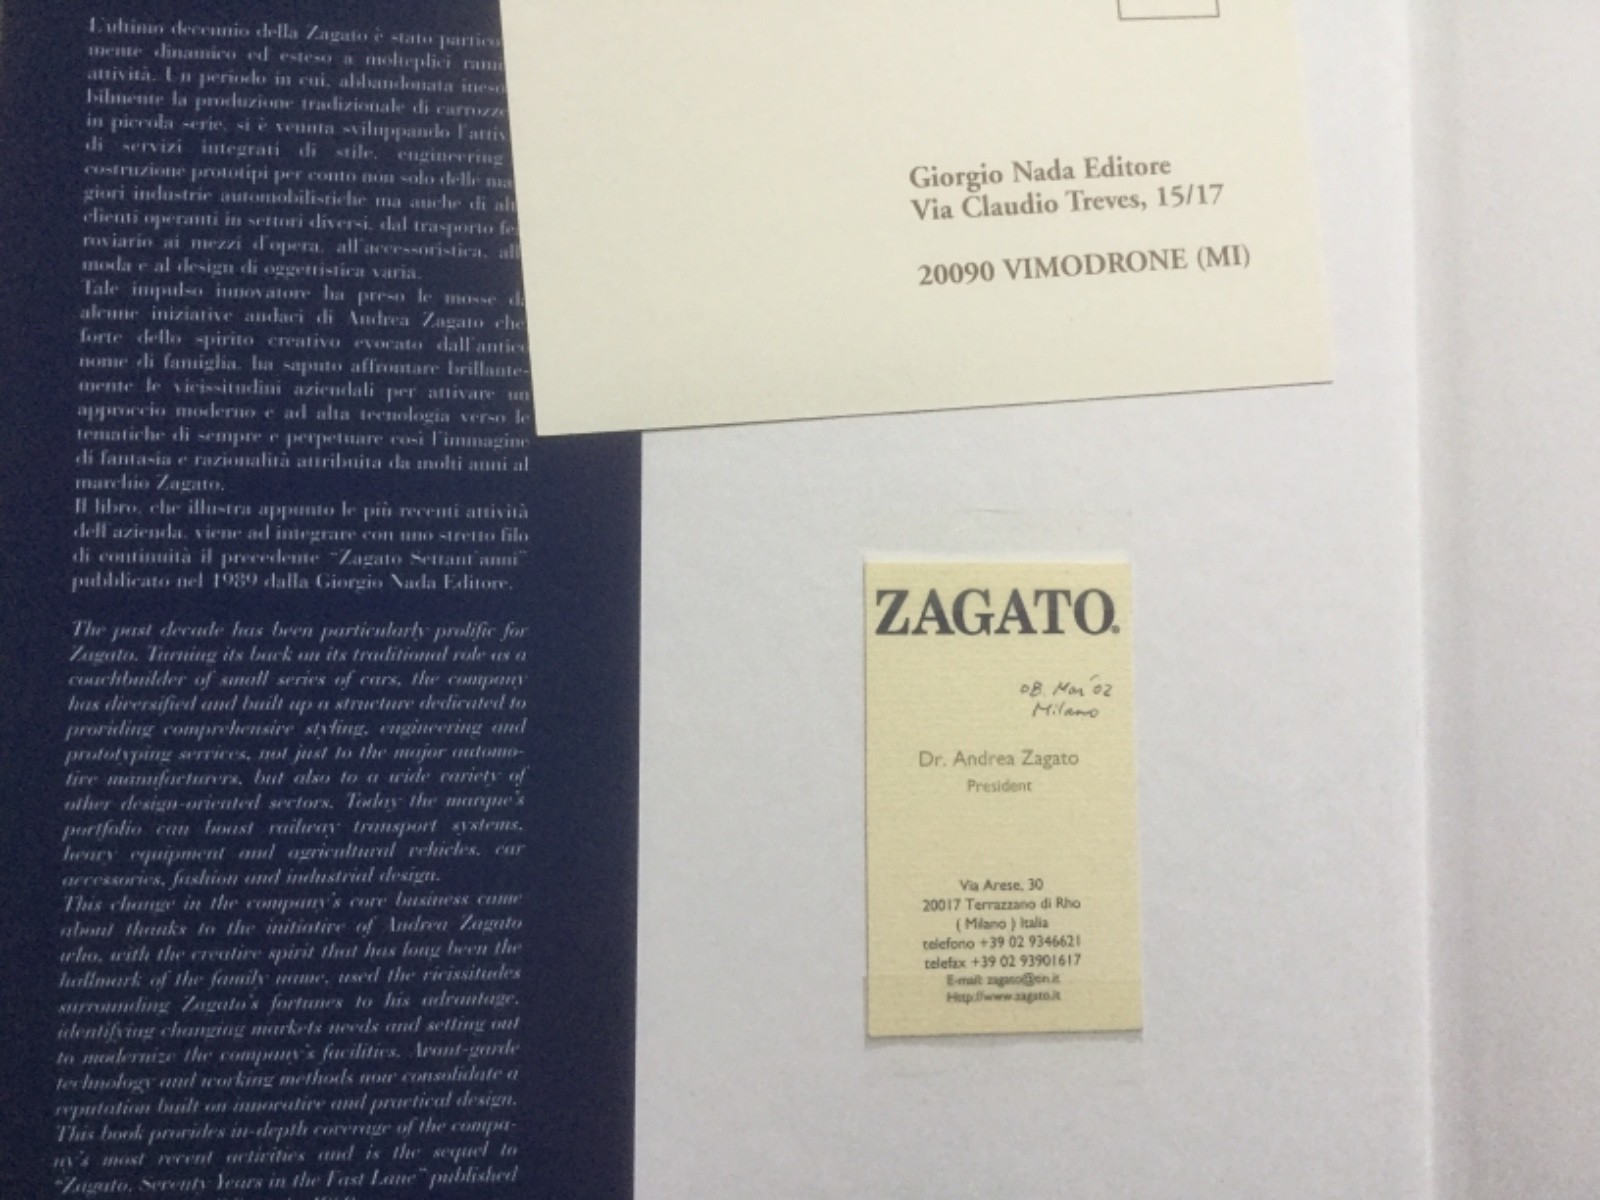 L'ultimo decennio della Zagato è stato partico
mente dinamico ed esteso a molteplici rami
attività. Un periodo in cui, abbandonata ineso
bilmente la produzione tradizionale di carrozze
in piccola serie, si è venuta sviluppando l'attiv
di servizi integrati di stile, engineering
costruzione prototipi per conto non solo delle ma
giori industrie automobilistiche ma anche di alt
clienti operanti in settori diversi, dal trasporto fe
roviario ai mezzi d'opera, all'accessoristica, all
moda e al design di oggettistica varia.
Tale impulso innovatore ha preso le mosse d
alcune iniziative audaci di Andrea Zagato che
forte dello spirito creativo evocato dall'antico
nome di famiglia, ha saputo affrontare brillante-
mente le vicissitudini aziendali per attivare un
approccio moderno e ad alta tecnologia verso le
tematiche di sempre e perpetuare così l'immagine
di fantasia e razionalità attribuita da molti anni al
marchio Zagato.
Il libro, che illustra appunto le più recenti attività
dell'azienda, viene ad integrare con uno stretto filo
di continuità il precedente "Zagato Settant'anni"
pubblicato nel 1989 dalla Giorgio Nada Editore.
The past decade has been particularly prolific for
Zagato. Turning its back on its traditional role as a
coachbuilder of small series of cars, the company
has diversified and built up a structure dedicated to
providing comprehensive styling, engineering and
prototyping services, not just to the major automo-
tive manufacturers, but also to a wide variety of
other design-oriented sectors. Today the marque's
portfolio can boast railway transport systems,
heavy equipment and agricultural vehicles, car
accessories, fashion and industrial design.
This change in the company's core business came
about thanks to the initiative of Andrea Zagato
who, with the creative spirit that has long been the
hallmark of the family name, used the vicissitudes
surrounding Zagato's fortunes to his advantage,
identifying changing markets needs and setting out
to modernize the company's facilities. Avant-garde
technology and working methods now consolidate a
reputation built on innovative and practical design.
This book provides in-depth coverage of the compa-
ny's most recent activities and is the sequel to
"Zagato. Seventy Years in the Fast Lane" published
Giorgio Nada Editore
Via Claudio Treves, 15/17
20090 VIMODRONE (MI)
ZAGATO®
08. Mar '02
Milano
Dr. Andrea Zagato
President
Via Arese, 30
20017 Terrazzano di Rho
( Milano ) Italia
telefono +39 02 9346621
telefax +39 02 93901617
E-mail: zagato@tin.it
Http://www.zagato.it